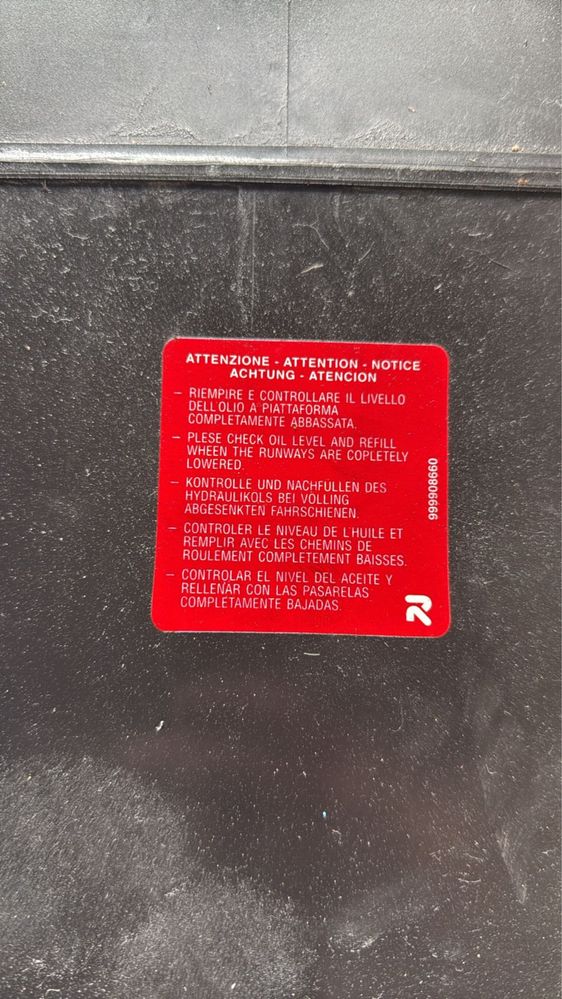 ATTENZIONE - ATTENTION - NOTICE
ACHTUNG - ATENCION
- RIEMPIRE E CONTROLLARE IL LIVELLO
DELL'OLIO A PIATTAFORMA
COMPLETAMENTE ABBASSATA.
- PLESE CHECK OIL LEVEL AND REFILL
WHEEN THE RUNWAYS ARE COPLETELY
LOWERED.
- KONTROLLE UND NACHFÜLLEN DES
HYDRAULIKÖLS BEI VÖLLING
ABGESENKTEN FAHRSCHIENEN.
- CONTROLER LE NIVEAU DE L'HUILE ET
REMPLIR AVEC LES CHEMINS DE
ROULEMENT COMPLETEMENT BAISSES.
- CONTROLAR EL NIVEL DEL ACEITE Y
RELLENAR CON LAS PASARELAS
COMPLETAMENTE BAJADAS.
999908660
R